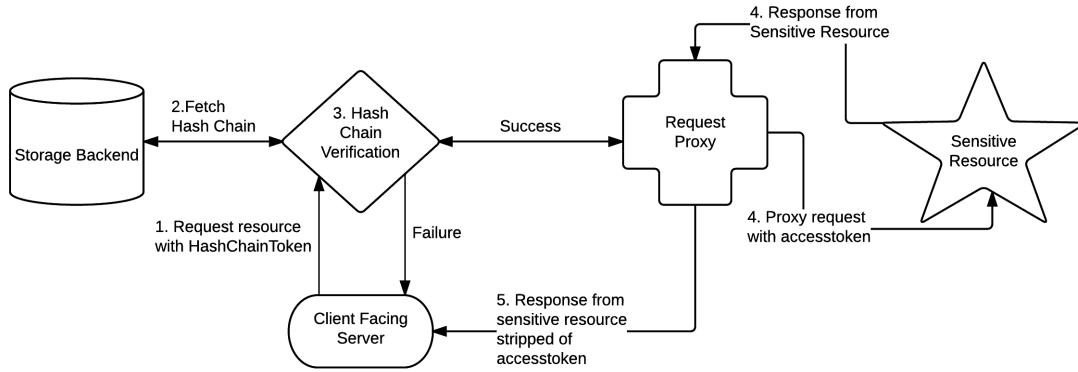 4. Response from
Sensitive Resource
2.Fetch
Hash Chain
3. Hash
Chain
Verification
Success
Request
Proxy
Storage Backend
Sensitive
Resource
1. Request resource
with HashChainToken
Failure
4. Proxy request
with accesstoken
Client Facing
Server
5. Response from
sensitive resource
stripped of
accesstoken